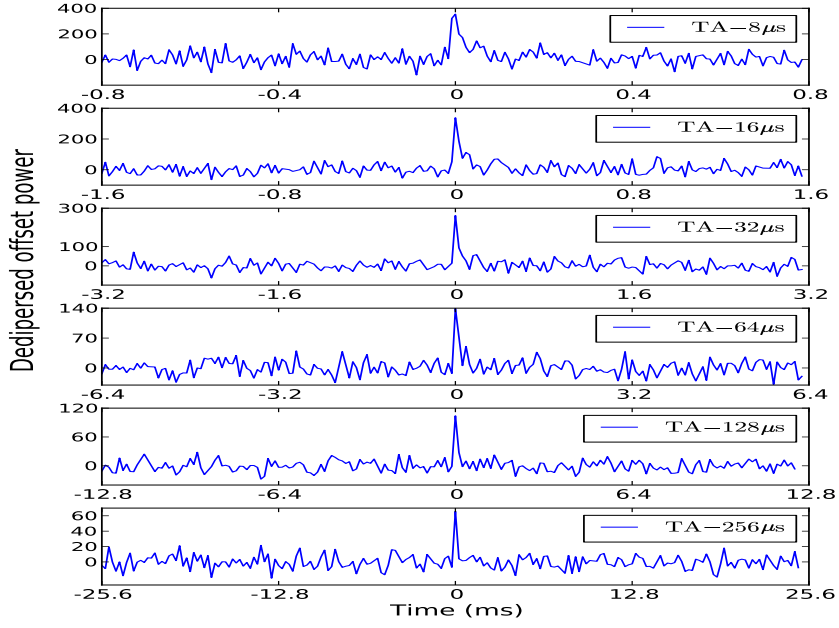 Dedipersed offset power
400
200
0
TA−8μs
-0.8 -0.4 0 0.4 0.8
400
200
0
TA−16μs
-1.6 -0.8 0 0.8 1.6
300
100
0
TA−32μs
-3.2 -1.6 0 1.6 3.2
140
70
0
TA−64μs
-6.4 -3.2 0 3.2 6.4
120
60
0
TA−128μs
-12.8 -6.4 0 6.4 12.8
60
40
20
0
TA−256μs
-25.6 -12.8 0 12.8 25.6
Time (ms)